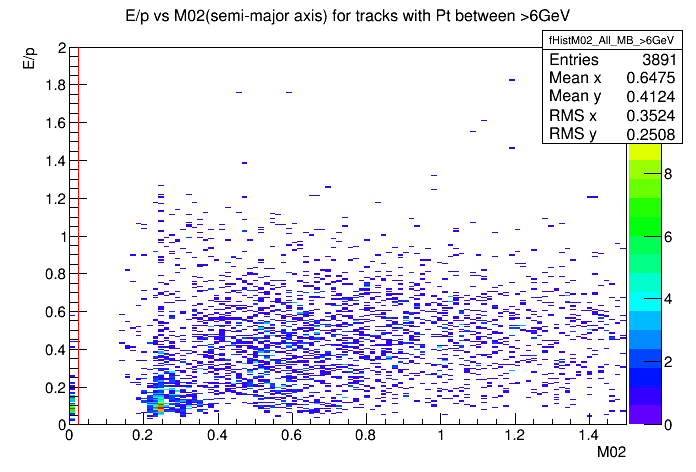 E/p vs M02(semi-major axis) for tracks with Pt between >6GeV
fHistM02_All_MB_>6GeV
Entries 3891
Mean x 0.6475
Mean y 0.4124
RMS x 0.3524
RMS y 0.2508
E/p
2
1.8
1.6
1.4
1.2
1
0.8
0.6
0.4
0.2
0
8
6
4
2
0
0 0.2 0.4 0.6 0.8 1 1.2 1.4
M02